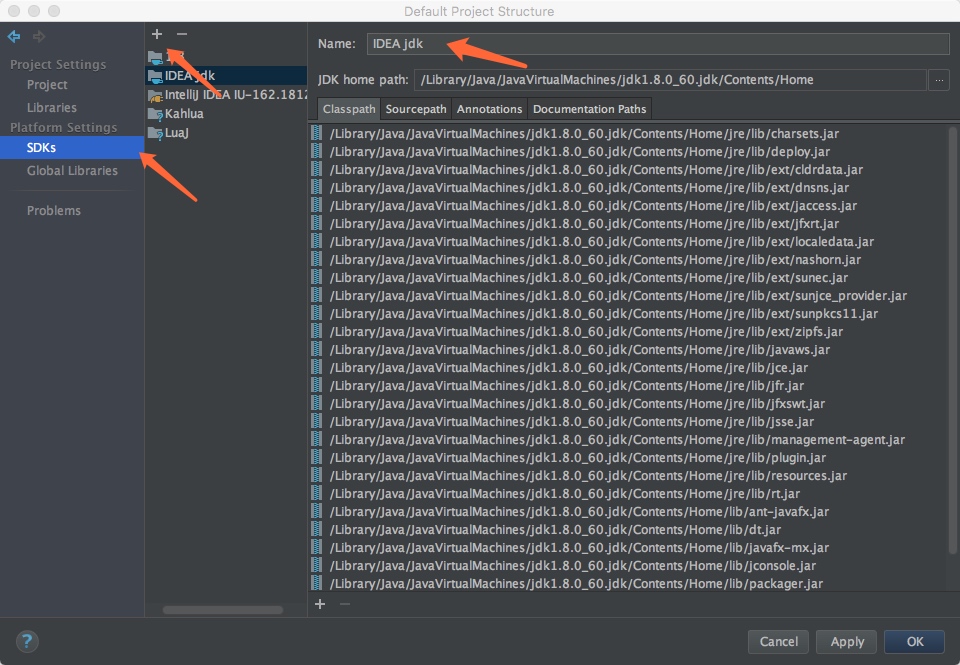 Default Project Structure
Project Settings
Project
Libraries
Platform Settings
SDKs
Global Libraries
Problems
IDEA jdk
IntelliJ IDEA IU-162.1812
Kahlua
LuaJ
Name: IDEA jdk
JDK home path: /Library/Java/JavaVirtualMachines/jdk1.8.0_60.jdk/Contents/Home ...
Classpath Sourcepath Annotations Documentation Paths
/Library/Java/JavaVirtualMachines/jdk1.8.0_60.jdk/Contents/Home/jre/lib/charsets.jar
/Library/Java/JavaVirtualMachines/jdk1.8.0_60.jdk/Contents/Home/jre/lib/deploy.jar
/Library/Java/JavaVirtualMachines/jdk1.8.0_60.jdk/Contents/Home/jre/lib/ext/cldrdata.jar
/Library/Java/JavaVirtualMachines/jdk1.8.0_60.jdk/Contents/Home/jre/lib/ext/dnsns.jar
/Library/Java/JavaVirtualMachines/jdk1.8.0_60.jdk/Contents/Home/jre/lib/ext/jaccess.jar
/Library/Java/JavaVirtualMachines/jdk1.8.0_60.jdk/Contents/Home/jre/lib/ext/jfxrt.jar
/Library/Java/JavaVirtualMachines/jdk1.8.0_60.jdk/Contents/Home/jre/lib/ext/localedata.jar
/Library/Java/JavaVirtualMachines/jdk1.8.0_60.jdk/Contents/Home/jre/lib/ext/nashorn.jar
/Library/Java/JavaVirtualMachines/jdk1.8.0_60.jdk/Contents/Home/jre/lib/ext/sunec.jar
/Library/Java/JavaVirtualMachines/jdk1.8.0_60.jdk/Contents/Home/jre/lib/ext/sunjce_provider.jar
/Library/Java/JavaVirtualMachines/jdk1.8.0_60.jdk/Contents/Home/jre/lib/ext/sunpkcs11.jar
/Library/Java/JavaVirtualMachines/jdk1.8.0_60.jdk/Contents/Home/jre/lib/ext/zipfs.jar
/Library/Java/JavaVirtualMachines/jdk1.8.0_60.jdk/Contents/Home/jre/lib/javaws.jar
/Library/Java/JavaVirtualMachines/jdk1.8.0_60.jdk/Contents/Home/jre/lib/jce.jar
/Library/Java/JavaVirtualMachines/jdk1.8.0_60.jdk/Contents/Home/jre/lib/jfr.jar
/Library/Java/JavaVirtualMachines/jdk1.8.0_60.jdk/Contents/Home/jre/lib/jfxswt.jar
/Library/Java/JavaVirtualMachines/jdk1.8.0_60.jdk/Contents/Home/jre/lib/jsse.jar
/Library/Java/JavaVirtualMachines/jdk1.8.0_60.jdk/Contents/Home/jre/lib/management-agent.jar
/Library/Java/JavaVirtualMachines/jdk1.8.0_60.jdk/Contents/Home/jre/lib/plugin.jar
/Library/Java/JavaVirtualMachines/jdk1.8.0_60.jdk/Contents/Home/jre/lib/resources.jar
/Library/Java/JavaVirtualMachines/jdk1.8.0_60.jdk/Contents/Home/jre/lib/rt.jar
/Library/Java/JavaVirtualMachines/jdk1.8.0_60.jdk/Contents/Home/lib/ant-javafx.jar
/Library/Java/JavaVirtualMachines/jdk1.8.0_60.jdk/Contents/Home/lib/dt.jar
/Library/Java/JavaVirtualMachines/jdk1.8.0_60.jdk/Contents/Home/lib/javafx-mx.jar
/Library/Java/JavaVirtualMachines/jdk1.8.0_60.jdk/Contents/Home/lib/jconsole.jar
/Library/Java/JavaVirtualMachines/jdk1.8.0_60.jdk/Contents/Home/lib/packager.jar
? Cancel Apply OK